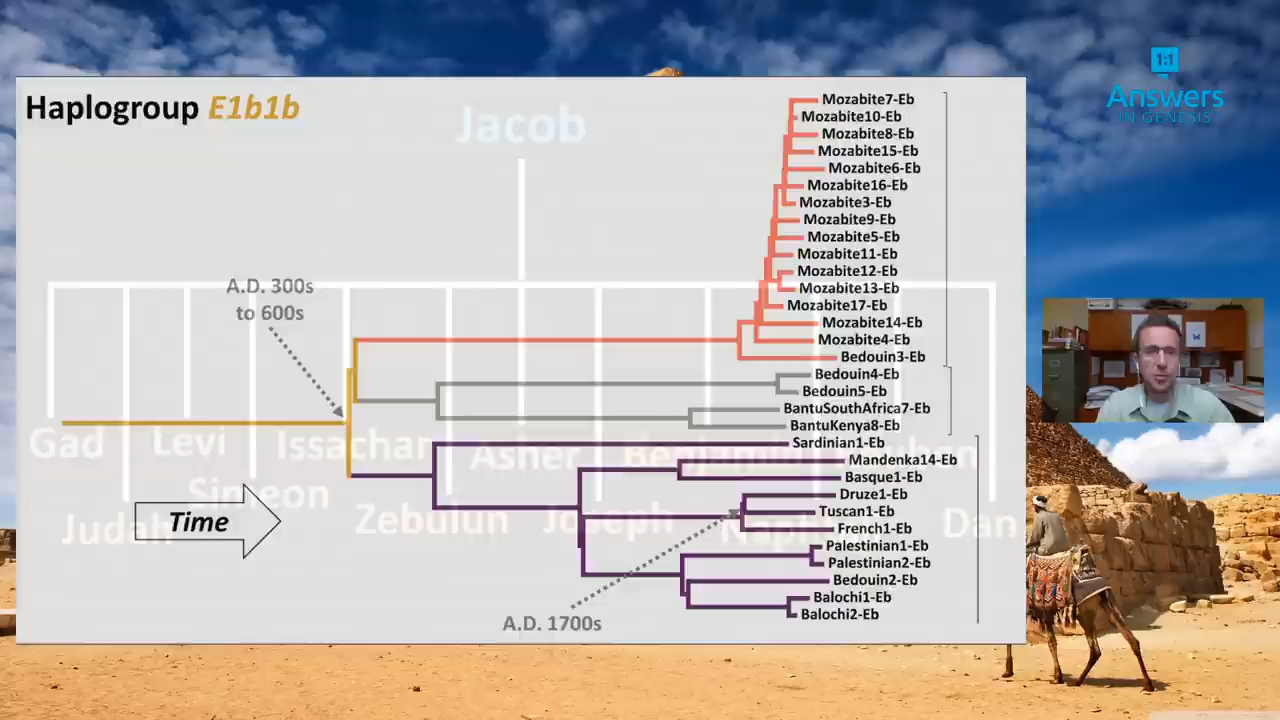 Haplogroup E1b1b
Jacob
1:1
Answers
IN GENESIS
Mozabite7-Eb
Mozabite10-Eb
Mozabite8-Eb
Mozabite15-Eb
Mozabite6-Eb
Mozabite16-Eb
Mozabite3-Eb
Mozabite9-Eb
Mozabite5-Eb
Mozabite11-Eb
Mozabite12-Eb
Mozabite13-Eb
Mozabite17-Eb
Mozabite14-Eb
Mozabite4-Eb
Bedouin3-Eb
Bedouin4-Eb
Bedouin5-Eb
BantuSouthAfrica7-Eb
BantuKenya8-Eb
Sardinian1-Eb
Mandenka14-Eb
Basque1-Eb
Druze1-Eb
Tuscan1-Eb
French1-Eb
Palestinian1-Eb
Palestinian2-Eb
Bedouin2-Eb
Balochi1-Eb
Balochi2-Eb
A.D. 300s
to 600s
Gad Levi Issachar Asher Benjamin
Simeon
Judah Zebulun Joseph Dan
Time
A.D. 1700s